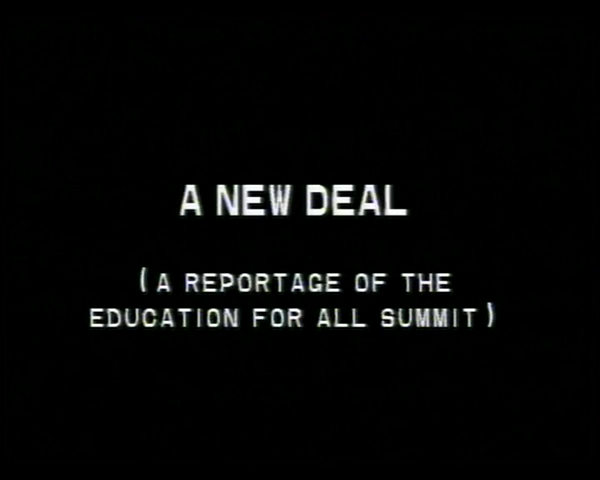 A NEW DEAL
(A REPORTAGE OF THE
EDUCATION FOR ALL SUMMIT)